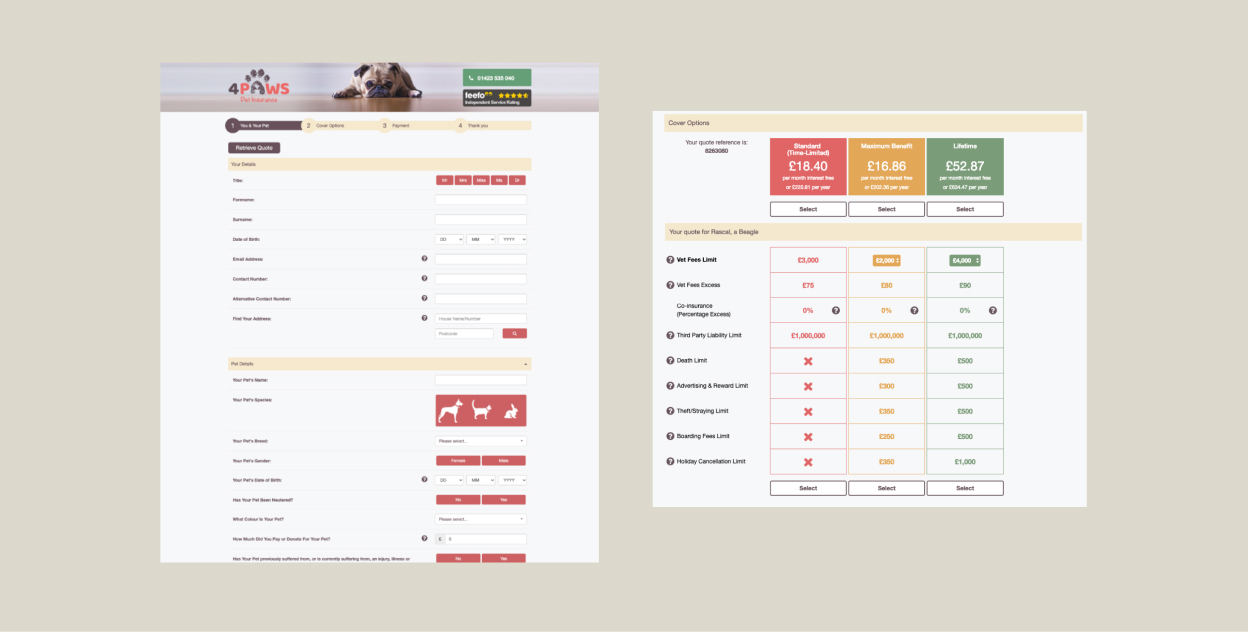 4PAWS
Pet Insurance
01423 535 040
feefo
Independent Service Rating
1 You & Your Pet
2 Cover Options
3 Payment
4 Thank you
Retrieve Quote
Your Details
Title: Mr Mrs Miss Ms Dr
Forename:
Surname:
Date of Birth: DD MM YYYY
Email Address: ?
Contact Number: ?
Alternative Contact Number: ?
Find Your Address: ? House Name/Number
Postcode
Pet Details
Your Pet's Name:
Your Pet's Species:
Your Pet's Breed: Please select...
Your Pet's Gender: Female Male
Your Pet's Date of Birth: ? DD MM YYYY
Has Your Pet Been Neutered? No Yes
What Colour Is Your Pet? Please select...
How Much Did You Pay or Donate For Your Pet? ? £ 0
Has Your Pet previously suffered from, or is currently suffering from, an injury, illness or No Yes
Cover Options
Your quote reference is:
8263080
Standard
(Time-Limited)
£18.40
per month interest free
per year
Maximum Benefit
£16.86
per month interest free
per year
Lifetime
£52.87
per month interest free
per year
Select Select Select
Your quote for Rascal, a Beagle
? Vet Fees Limit £3,000 £2,000 £4,000
? Vet Fees Excess £75 £90
Co-insurance
(Percentage Excess) 0% ? 0% ? 0% ?
? Third Party Liability Limit £1,000,000 £1,000,000 £1,000,000
? Death Limit £350 £500
? Advertising & Reward Limit £300 £500
? Theft/Straying Limit £350 £500
? Boarding Fees Limit £250 £500
? Holiday Cancellation Limit £350 £1,000
Select Select Select